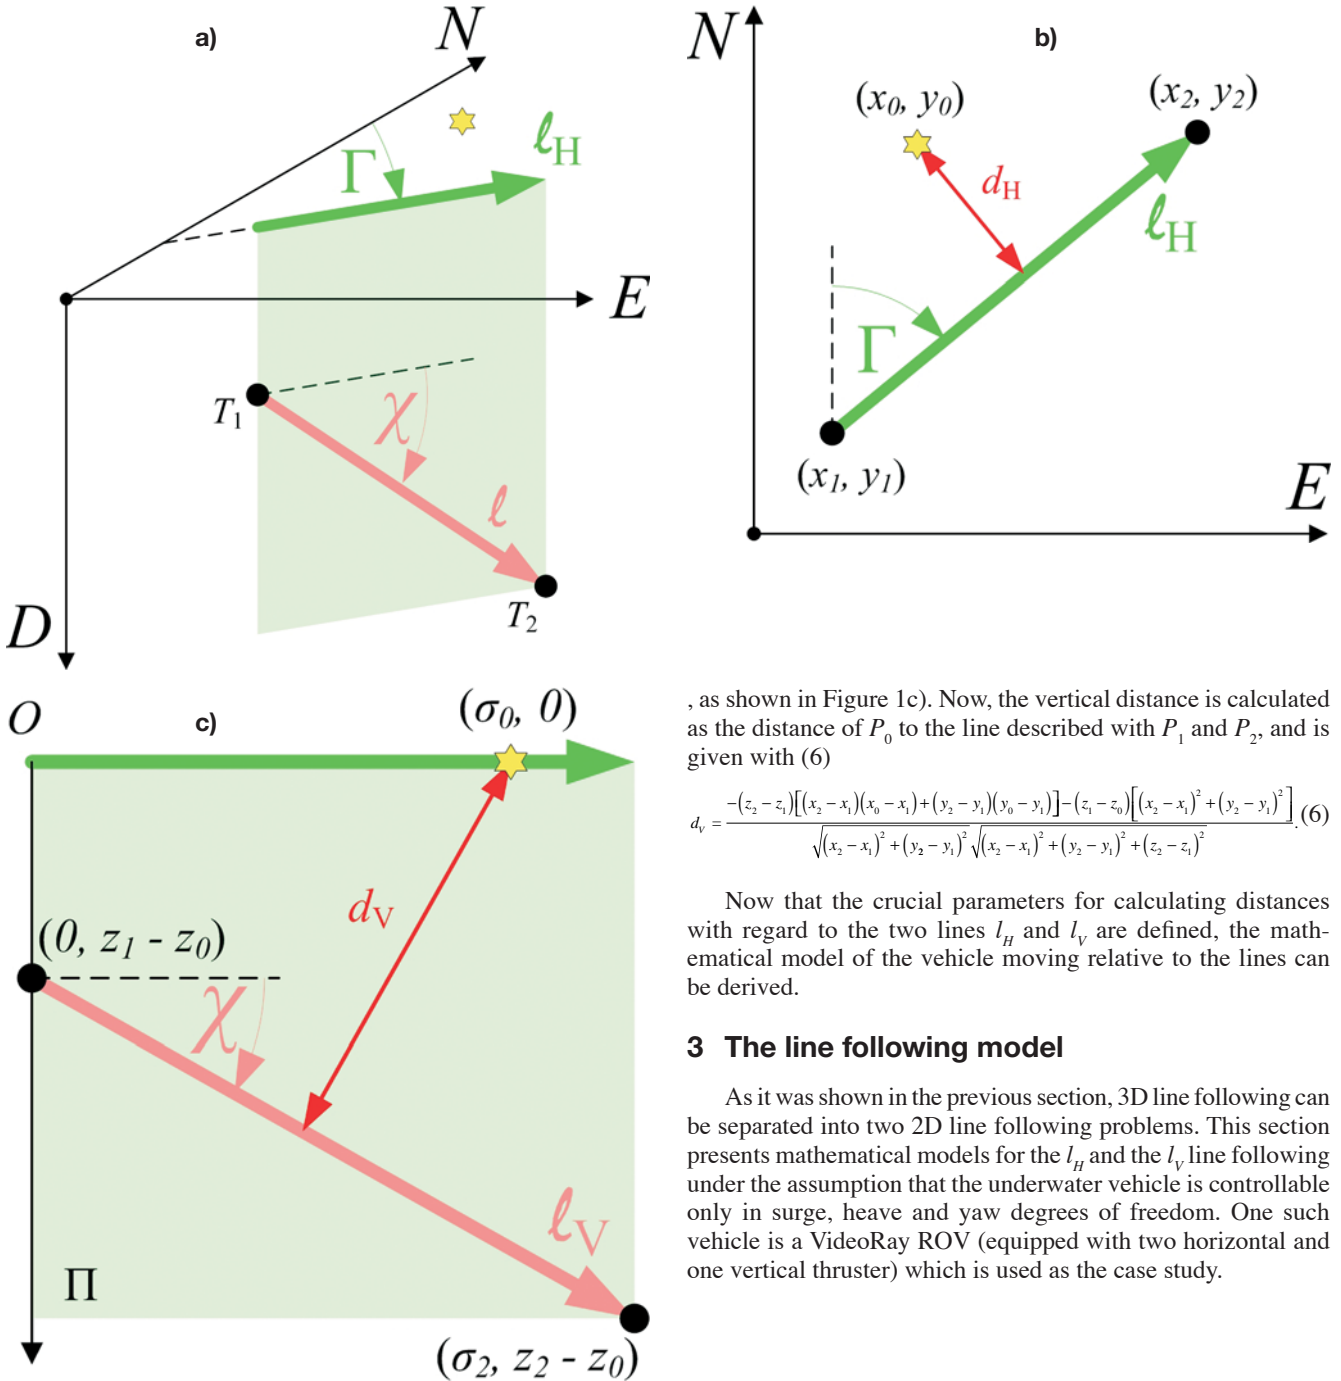 a)
N
Γ
ℓH
E
T1
χ
ℓ
T2
D
b)
N
(x0, y0)
(x2, y2)
dH
ℓH
Γ
(x1, y1)
E
O
c)
(σ0, 0)
dV
(0, z1 - z0)
χ
ℓV
Π
(σ2, z2 - z0)
, as shown in Figure 1c). Now, the vertical distance is calculated
as the distance of P0 to the line described with P1 and P2, and is
given with (6)
dV = −(z2 − z1)[(x2 − x1)(x0 − x1)+(y2 − y1)(y0 − y1)]−(z1 − z0)[(x2 − x1)²+(y2 − y1)²] / √(x2 − x1)²+(y2 − y1)² √(x2 − x1)²+(y2 − y1)²+(z2 − z1)² . (6)
Now that the crucial parameters for calculating distances
with regard to the two lines lH and lV are defined, the math-
ematical model of the vehicle moving relative to the lines can
be derived.
3 The line following model
As it was shown in the previous section, 3D line following can
be separated into two 2D line following problems. This section
presents mathematical models for the lH and the lV line following
under the assumption that the underwater vehicle is controllable
only in surge, heave and yaw degrees of freedom. One such
vehicle is a VideoRay ROV (equipped with two horizontal and
one vertical thruster) which is used as the case study.